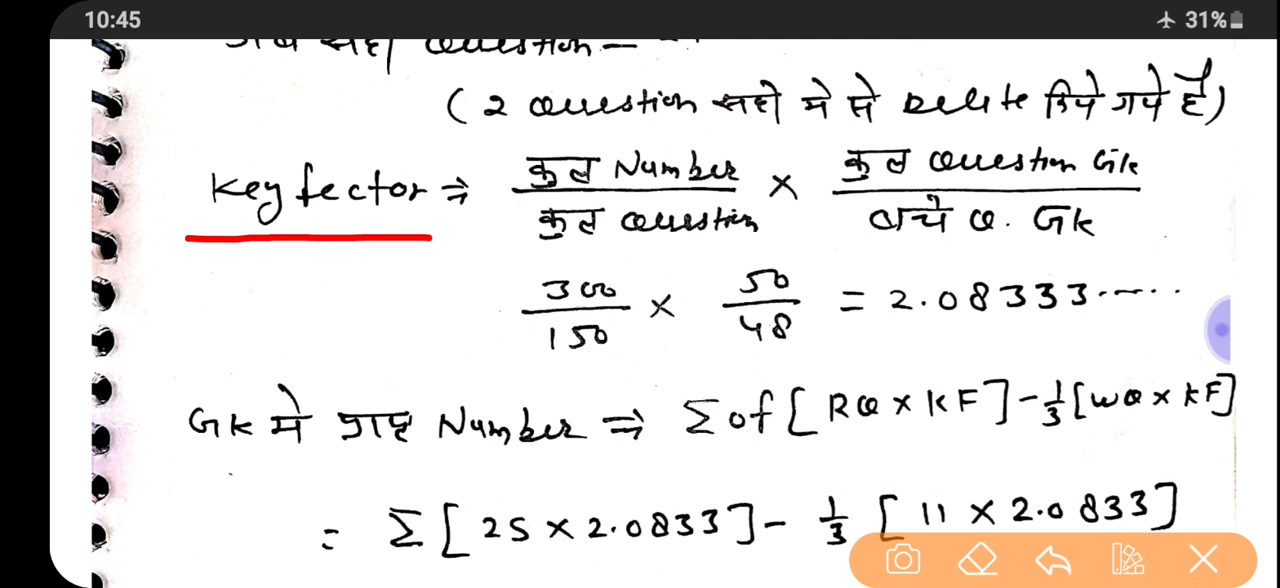 10:45 31%
Question –
( 2 Question सही मे से Delete किये गये है )
Key fector ⇒ कुल Number / कुल Question × कुल Question Gk / बचे Q. Gk
300 / 150 × 50 / 48 = 2.08333.....
Gk मे प्राप्त Number ⇒ Σ of [ RQ × KF ] – 1/3 [ WQ × KF ]
= Σ [ 25 × 2.0833 ] – 1/3 [ 11 × 2.0833 ]